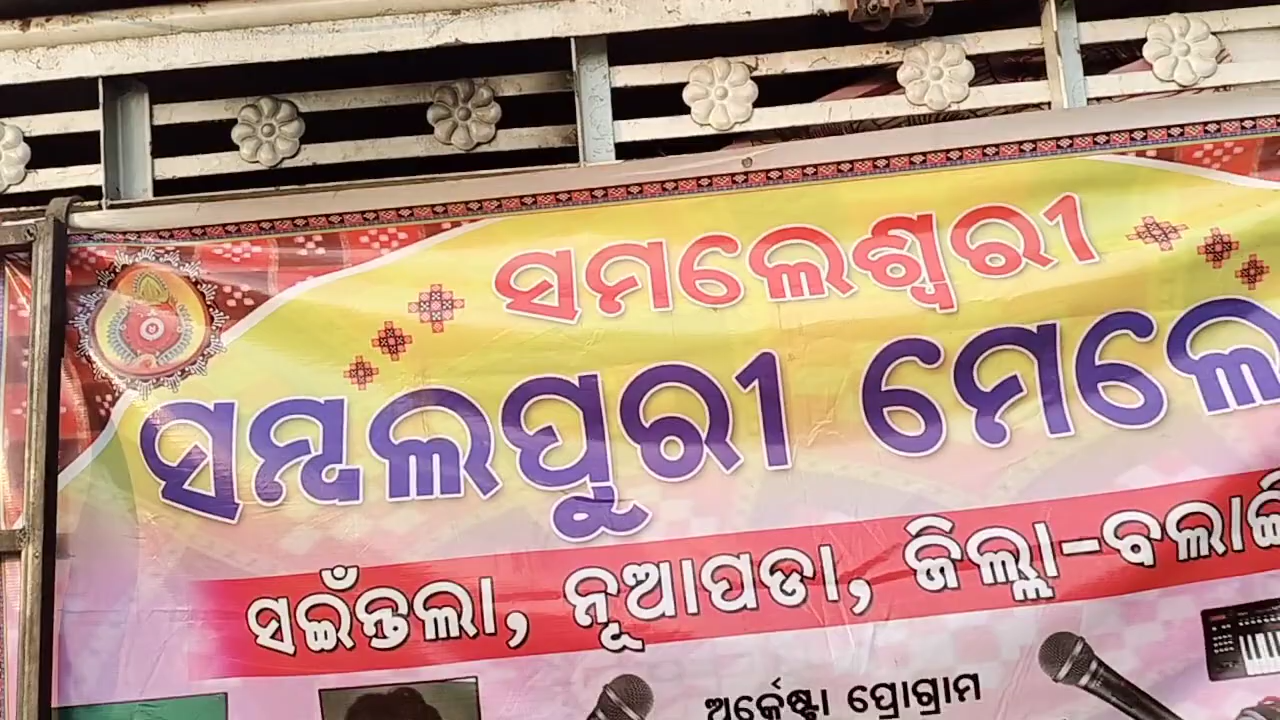 ସମଲେଶ୍ୱରୀ
ସମ୍ବଲପୁରୀ ମେଲୋ
ସଇଁନ୍ତଲା, ନୂଆପଡା, ଜିଲ୍ଲା-ବଲାଙ୍ଗି
ଅର୍କେଷ୍ଟ୍ରା ପ୍ରୋଗ୍ରାମ